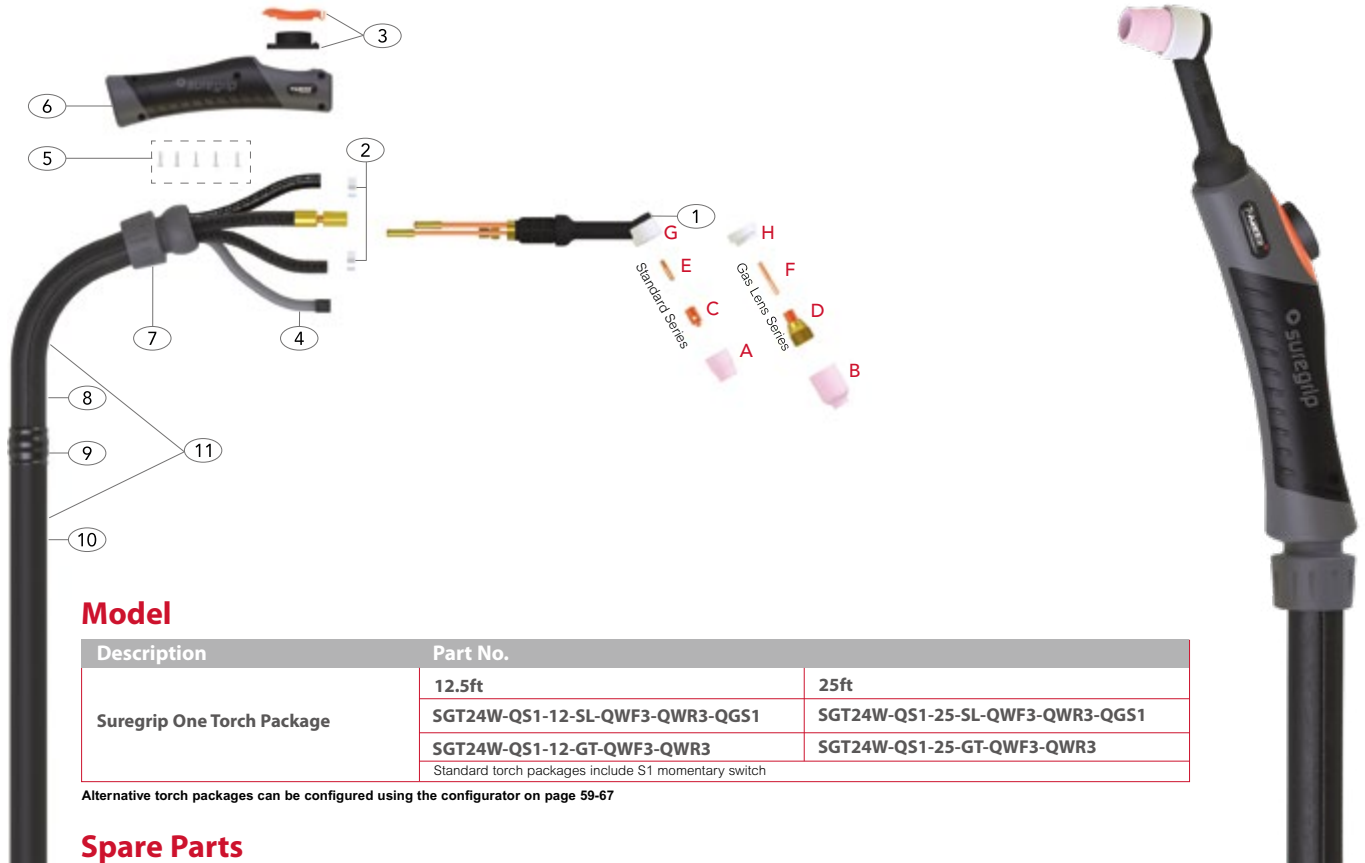 3
6
suregrip
5
2
1
G
H
E
F
C
D
A
B
Standard Series
Gas Lens Series
7
4
8
9
11
10
suregrip
Model
Description Part No.
12.5ft 25ft
Suregrip One Torch Package
SGT24W-QS1-12-SL-QWF3-QWR3-QGS1 SGT24W-QS1-25-SL-QWF3-QWR3-QGS1
SGT24W-QS1-12-GT-QWF3-QWR3 SGT24W-QS1-25-GT-QWF3-QWR3
Standard torch packages include S1 momentary switch
Alternative torch packages can be configured using the configurator on page 59-67
Spare Parts